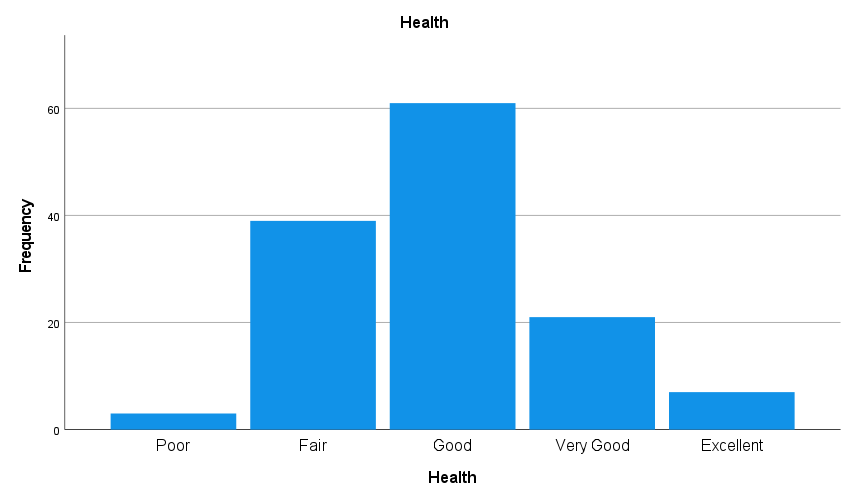 Health
Frequency
60
40
20
0
Poor
Fair
Good
Very Good
Excellent
Health